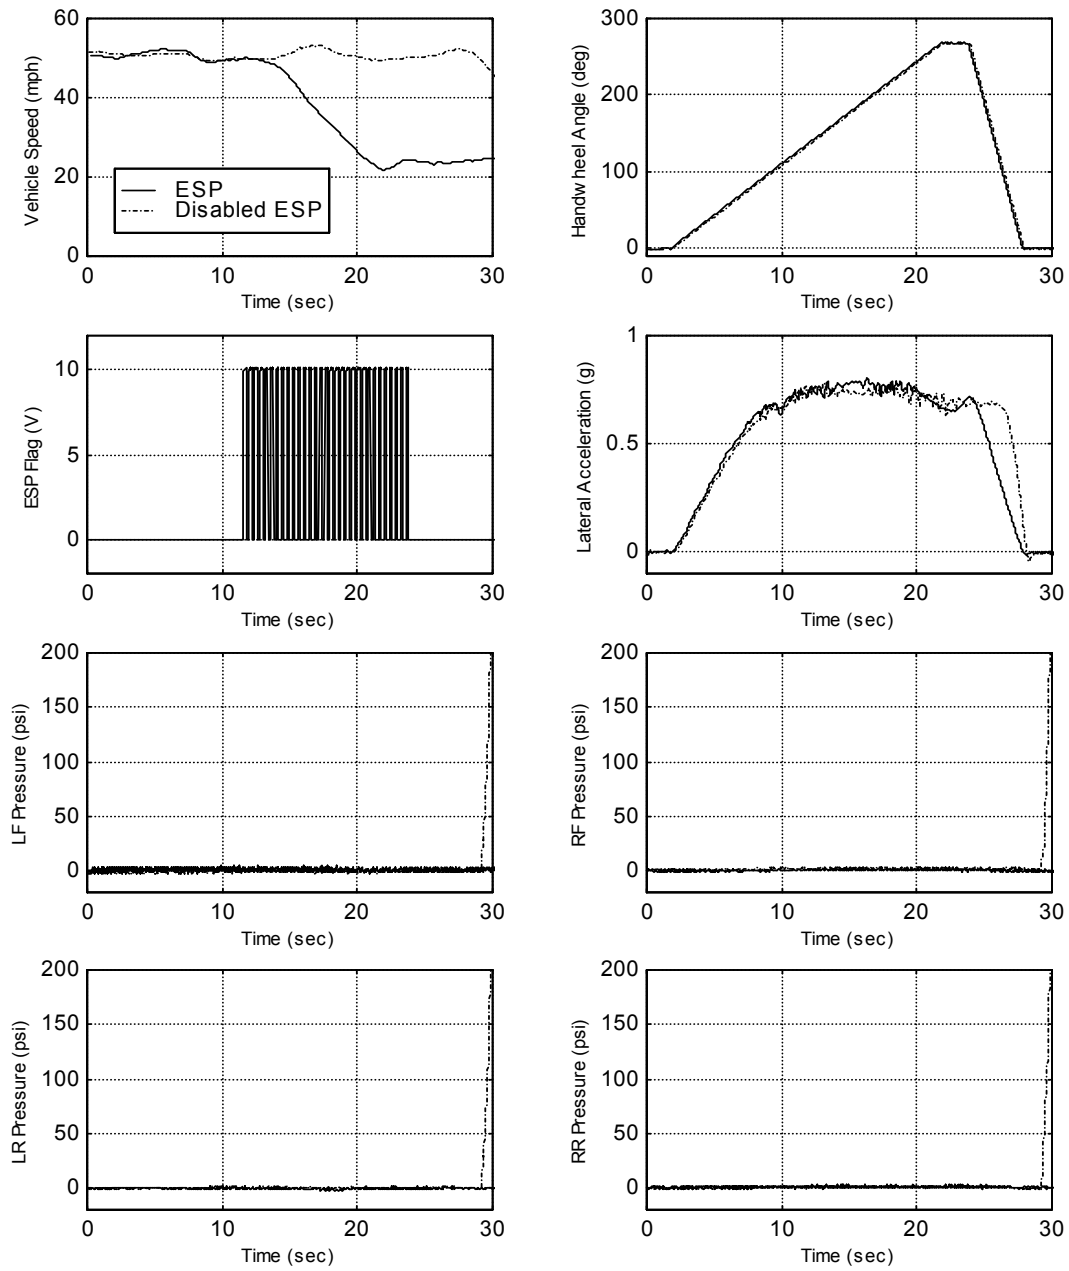 60
40
20
0
Vehicle Speed (mph)
ESP
Disabled ESP
0 10 20 30
Time (sec)
300
200
100
0
Handw heel Angle (deg)
0 10 20 30
Time (sec)
10
5
0
ESP Flag (V)
0 10 20 30
Time (sec)
1
0.5
0
Lateral Acceleration (g)
0 10 20 30
Time (sec)
200
150
100
50
0
LF Pressure (psi)
0 10 20 30
Time (sec)
200
150
100
50
0
RF Pressure (psi)
0 10 20 30
Time (sec)
200
150
100
50
0
LR Pressure (psi)
0 10 20 30
Time (sec)
200
150
100
50
0
RR Pressure (psi)
0 10 20 30
Time (sec)